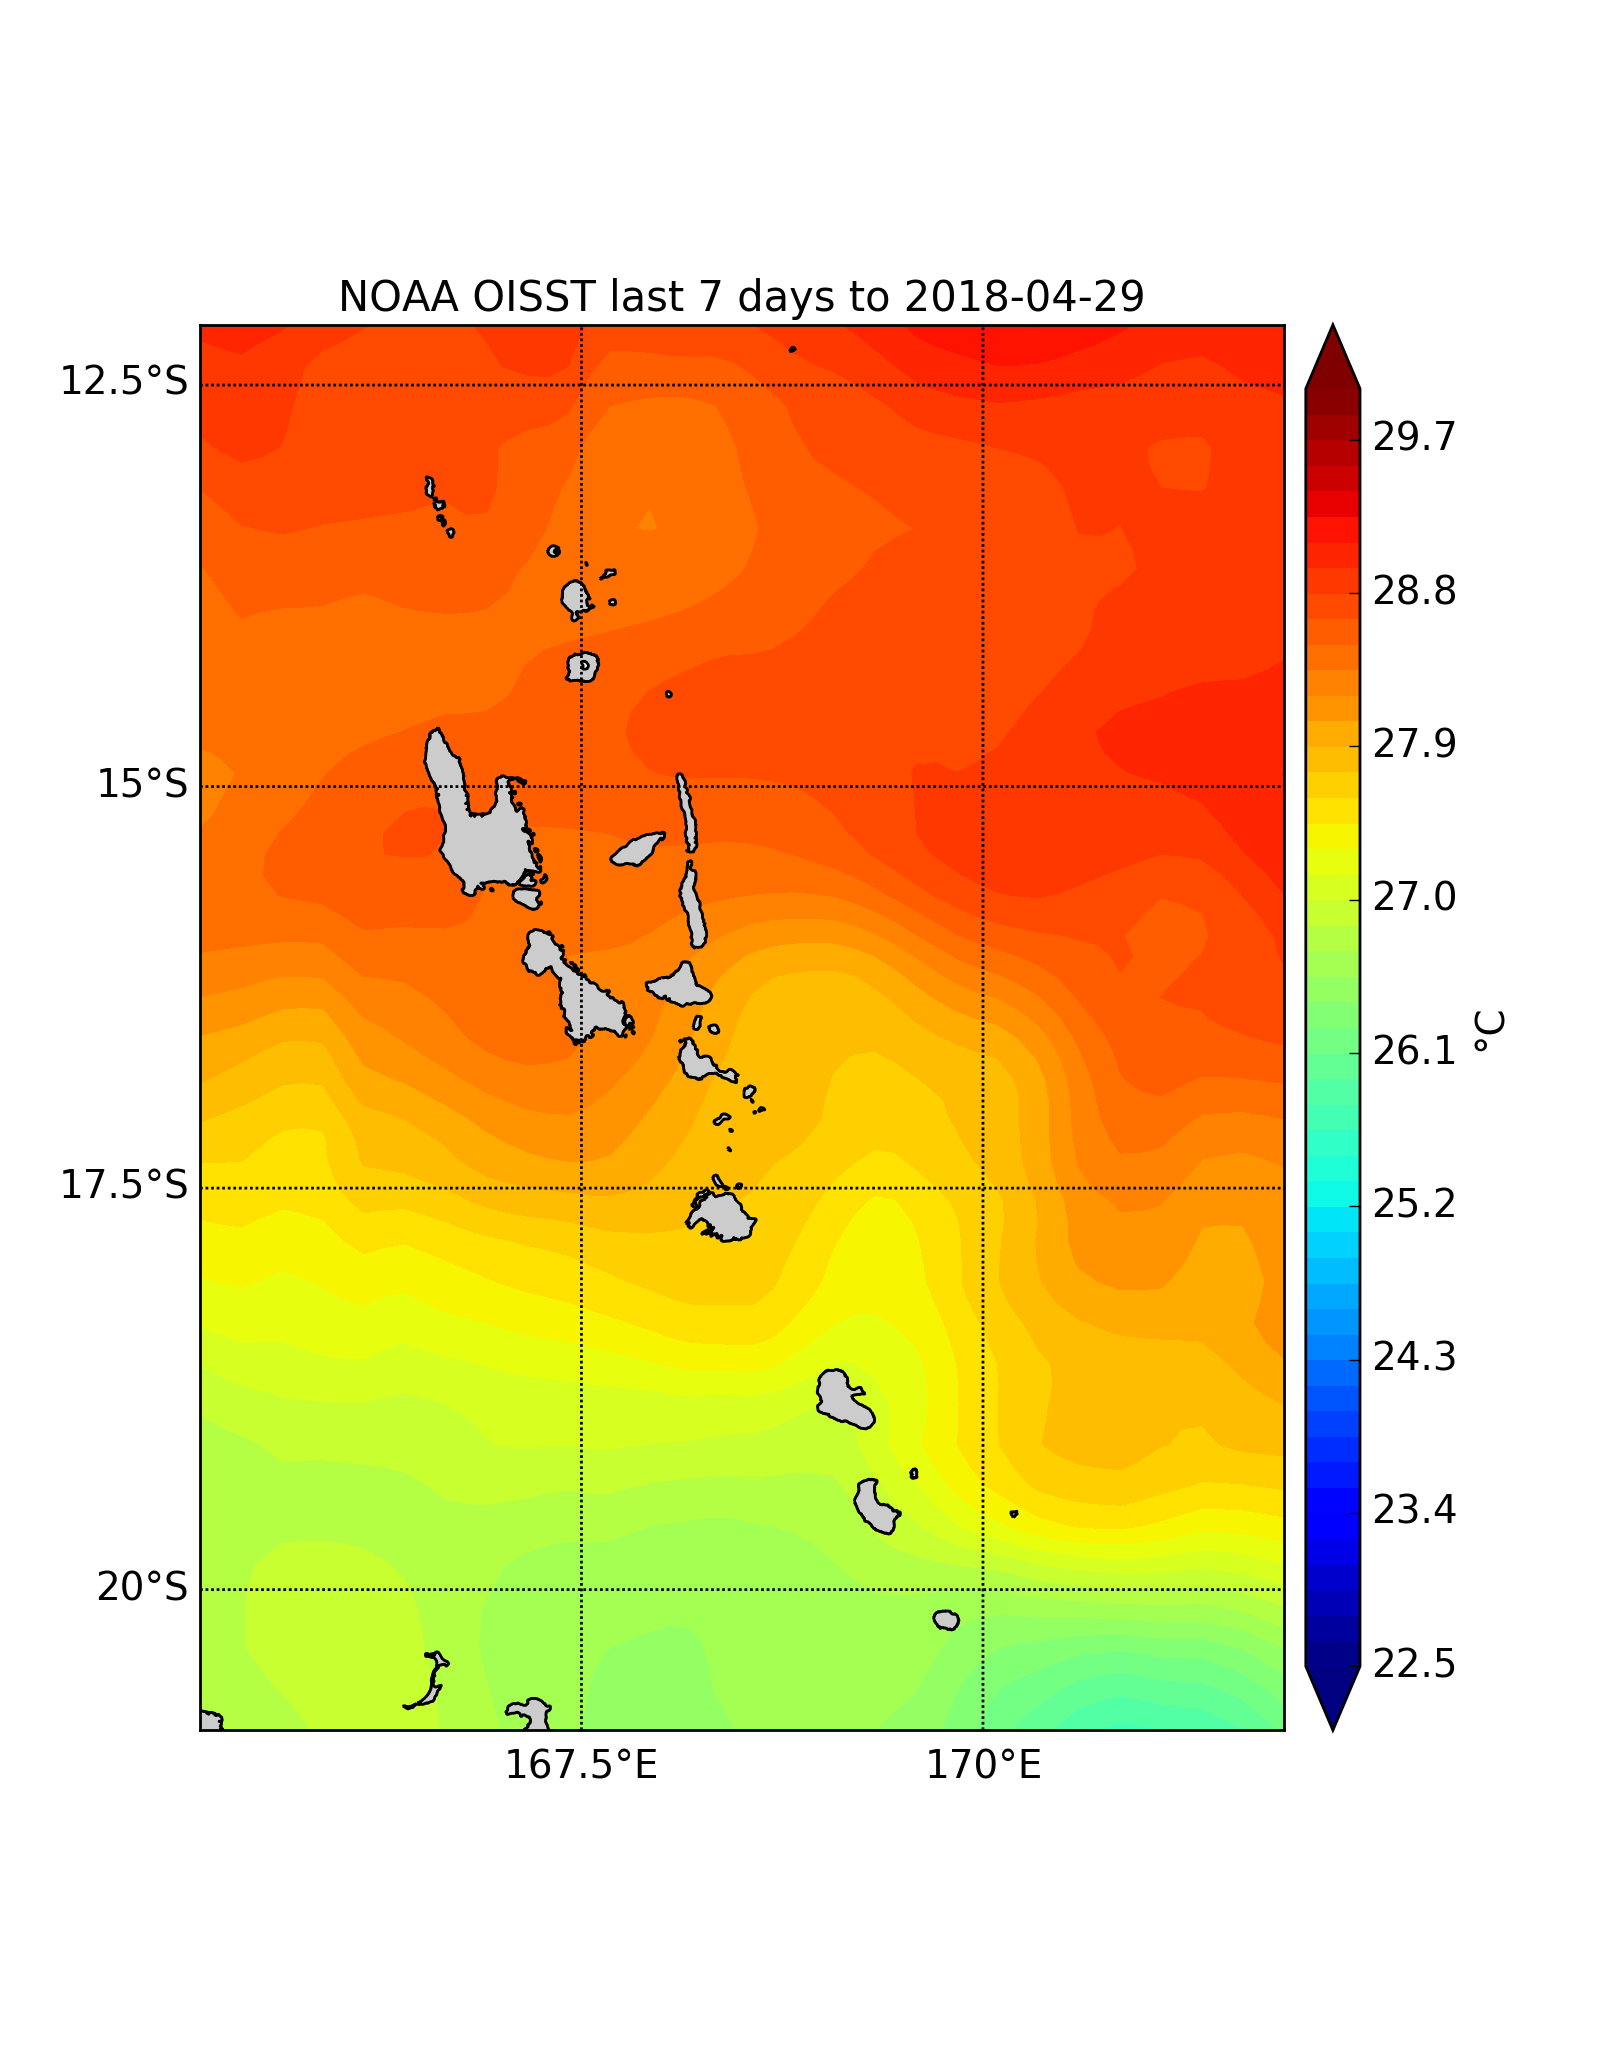 NOAA OISST last 7 days to 2018-04-29
12.5°S
15°S
17.5°S
20°S
167.5°E
170°E
29.7
28.8
27.9
27.0
26.1
25.2
24.3
23.4
22.5
°C